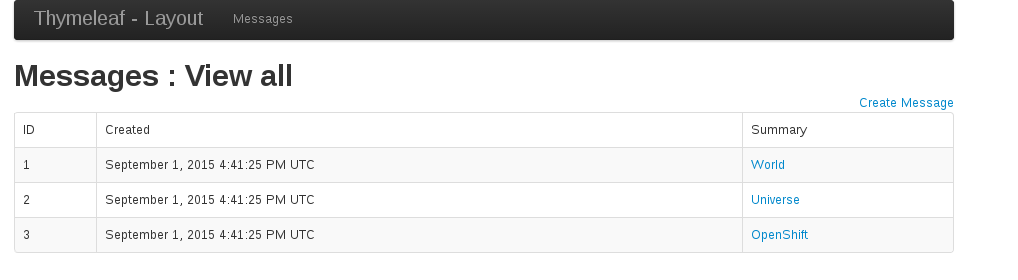 Thymeleaf - Layout Messages
Messages : View all
Create Message
ID Created Summary
1 September 1, 2015 4:41:25 PM UTC World
2 September 1, 2015 4:41:25 PM UTC Universe
3 September 1, 2015 4:41:25 PM UTC OpenShift